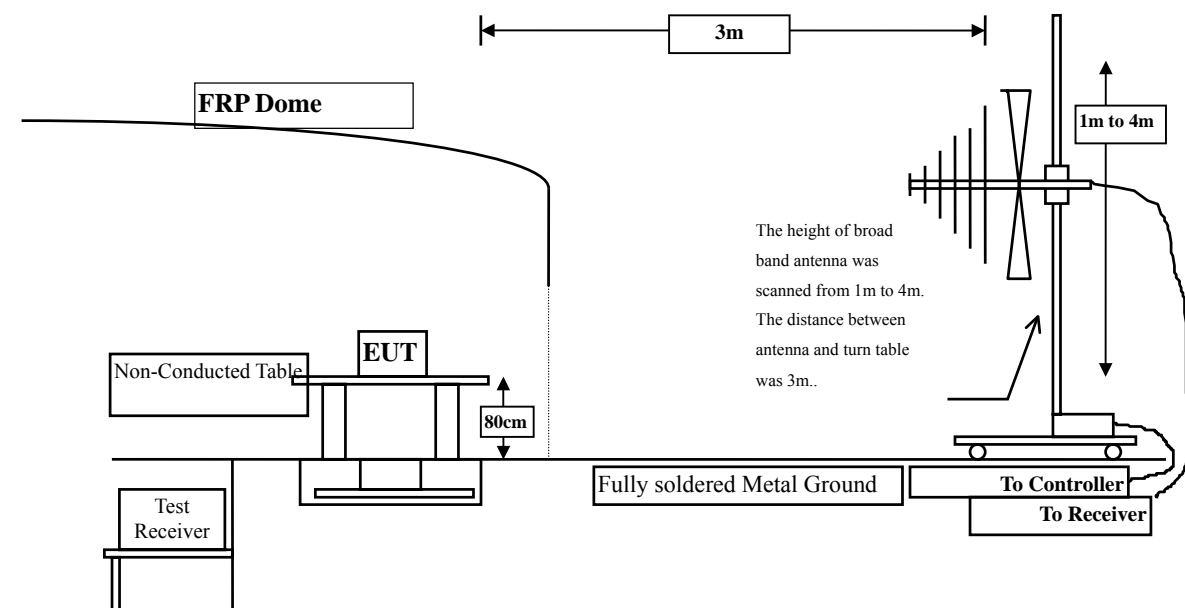 3m
FRP Dome
1m to 4m
The height of broad
band antenna was
scanned from 1m to 4m.
The distance between
antenna and turn table
was 3m..
EUT
Non-Conducted Table
80cm
Fully soldered Metal Ground
To Controller
Test
Receiver
To Receiver